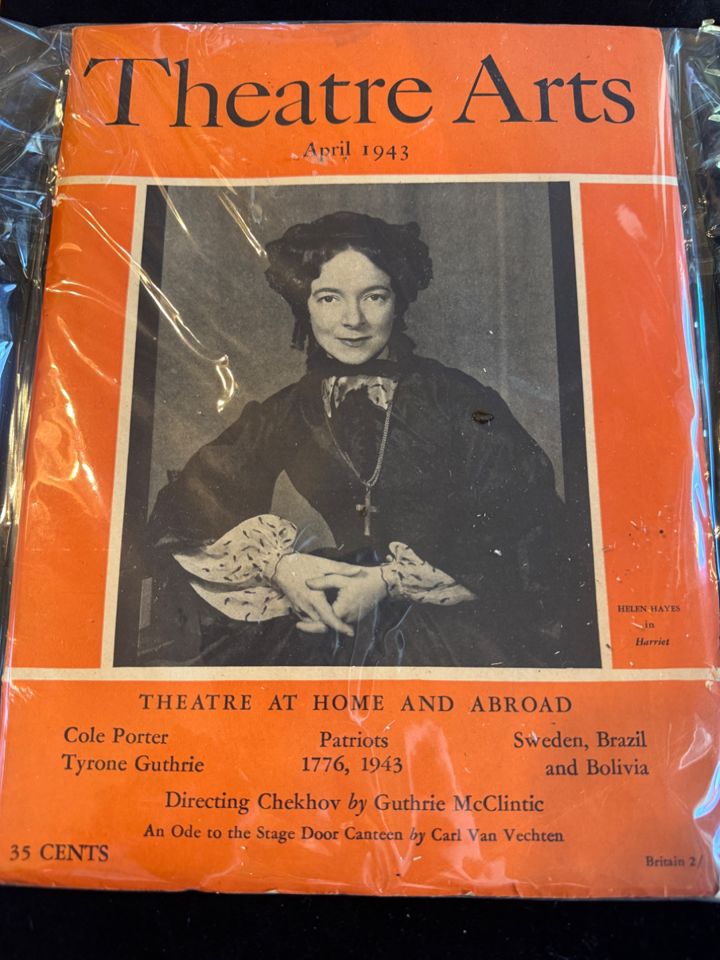 Theatre Arts
April 1943
HELEN HAYES
in
Harriet
THEATRE AT HOME AND ABROAD
Cole Porter Patriots Sweden, Brazil
Tyrone Guthrie 1776, 1943 and Bolivia
Directing Chekhov by Guthrie McClintic
An Ode to the Stage Door Canteen by Carl Van Vechten
35 CENTS Britain 2/